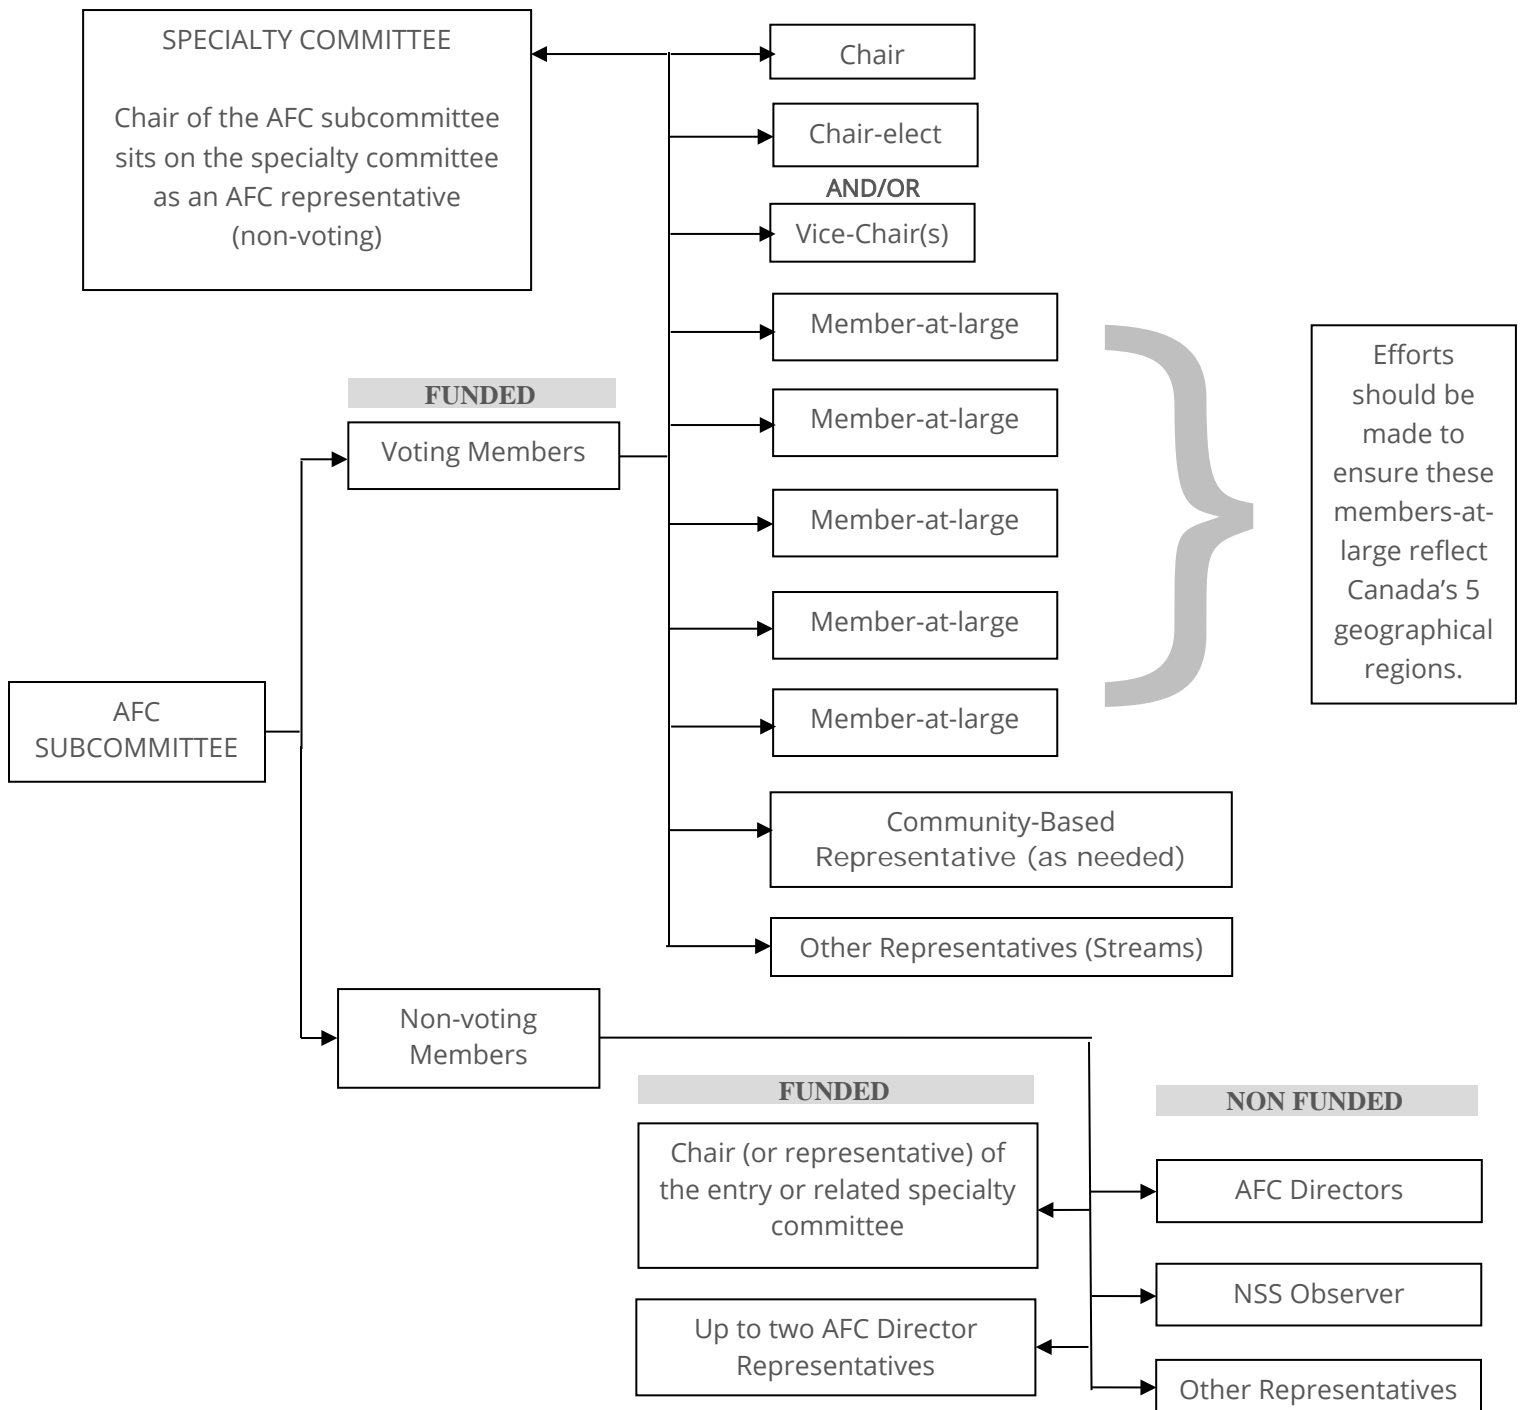 SPECIALTY COMMITTEE
Chair of the AFC subcommittee
sits on the specialty committee
as an AFC representative
(non-voting)
Chair
Chair-elect
AND/OR
Vice-Chair(s)
Member-at-large
Member-at-large
Member-at-large
Member-at-large
Member-at-large
Efforts
should be
made to
ensure these
members-at-
large reflect
Canada’s 5
geographical
regions.
FUNDED
Voting Members
AFC
SUBCOMMITTEE
Community-Based
Representative (as needed)
Other Representatives (Streams)
Non-voting
Members
FUNDED
Chair (or representative) of
the entry or related specialty
committee
Up to two AFC Director
Representatives
NON FUNDED
AFC Directors
NSS Observer
Other Representatives